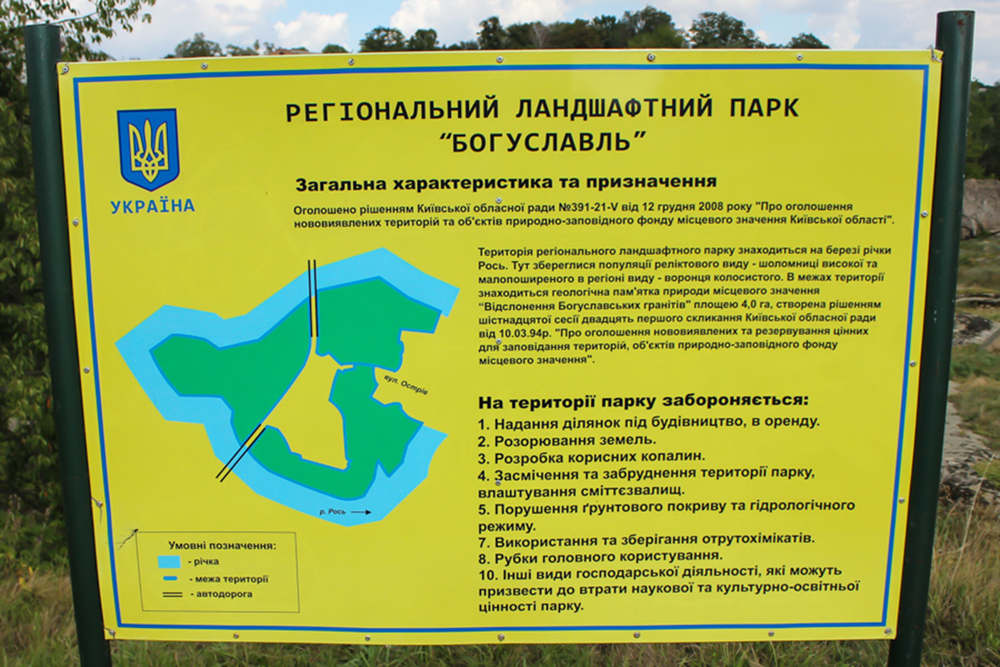 РЕГІОНАЛЬНИЙ ЛАНДШАФТНИЙ ПАРК
“БОГУСЛАВЛЬ”
УКРАЇНА
Загальна характеристика та призначення
Оголошено рішенням Київської обласної ради №391-21-V від 12 грудня 2008 року "Про оголошення
нововиявлених територій та об'єктів природно-заповідного фонду місцевого значення Київської області".
Територія регіонального ландшафтного парку знаходиться на березі річки
Рось. Тут збереглися популяції реліктового виду - шоломниці високої та
малопоширеного в регіоні виду - воронця колосистого. В межах території
знаходиться геологічна пам'ятка природи місцевого значення
“Відслонення Богуславських гранітів" площею 4,0 га, створена рішенням
шістнадцятої сесії двадцять першого скликання Київської обласної ради
від 10.03.94р. "Про оголошення нововиявлених та резервування цінних
для заповідання територій, об'єктів природно-заповідного фонду
місцевого значення".
вул. Острів
р. Рось
На території парку забороняється:
1. Надання ділянок під будівництво, в оренду.
2. Розорювання земель.
3. Розробка корисних копалин.
4. Засмічення та забруднення території парку,
влаштування сміттєзвалищ.
5. Порушення ґрунтового покриву та гідрологічного
режиму.
7. Використання та зберігання отрутохімікатів.
8. Рубки головного користування.
10. Інші види господарської діяльності, які можуть
призвести до втрати наукової та культурно-освітньої
цінності парку.
Умовні позначення:
- річка
- межа території
- автодорога